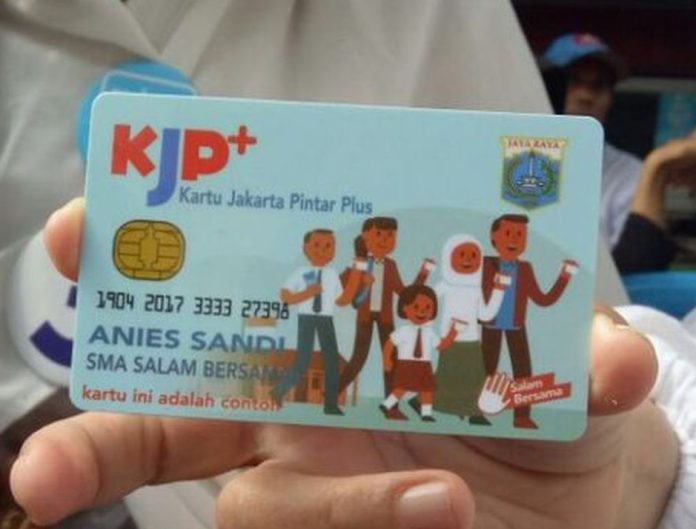 KJP+
Kartu Jakarta Pintar Plus
JAYA RAYA
1904 2017 3333 27398
ANIES SANDI
SMA SALAM BERSAMA
kartu ini adalah contoh
Salam
Bersama